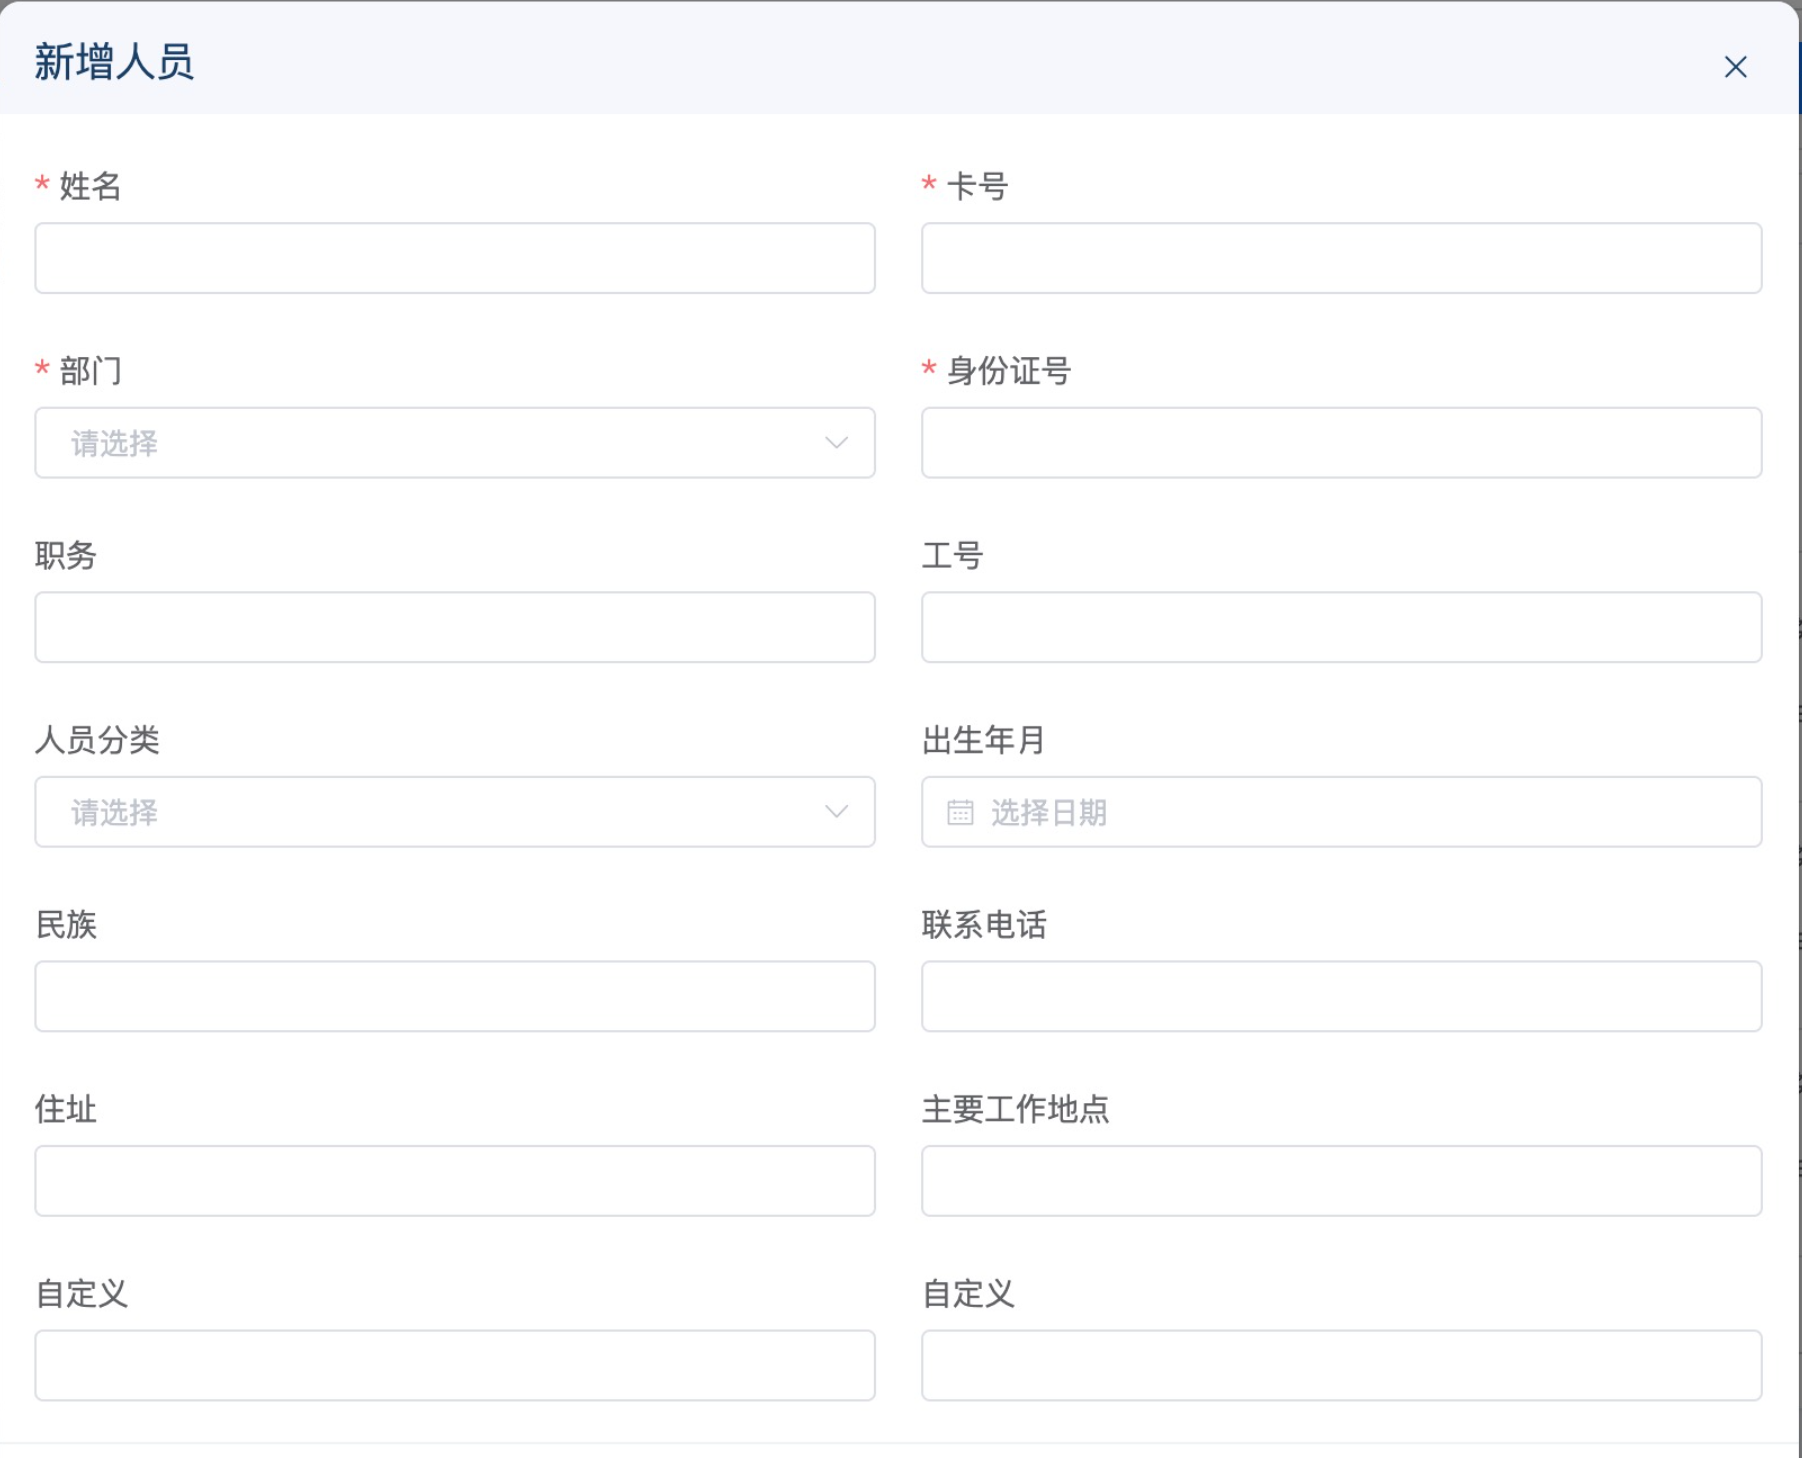 新增人员
* 姓名
* 卡号
* 部门
请选择
* 身份证号
职务
工号
人员分类
请选择
出生年月
选择日期
民族
联系电话
住址
主要工作地点
自定义
自定义